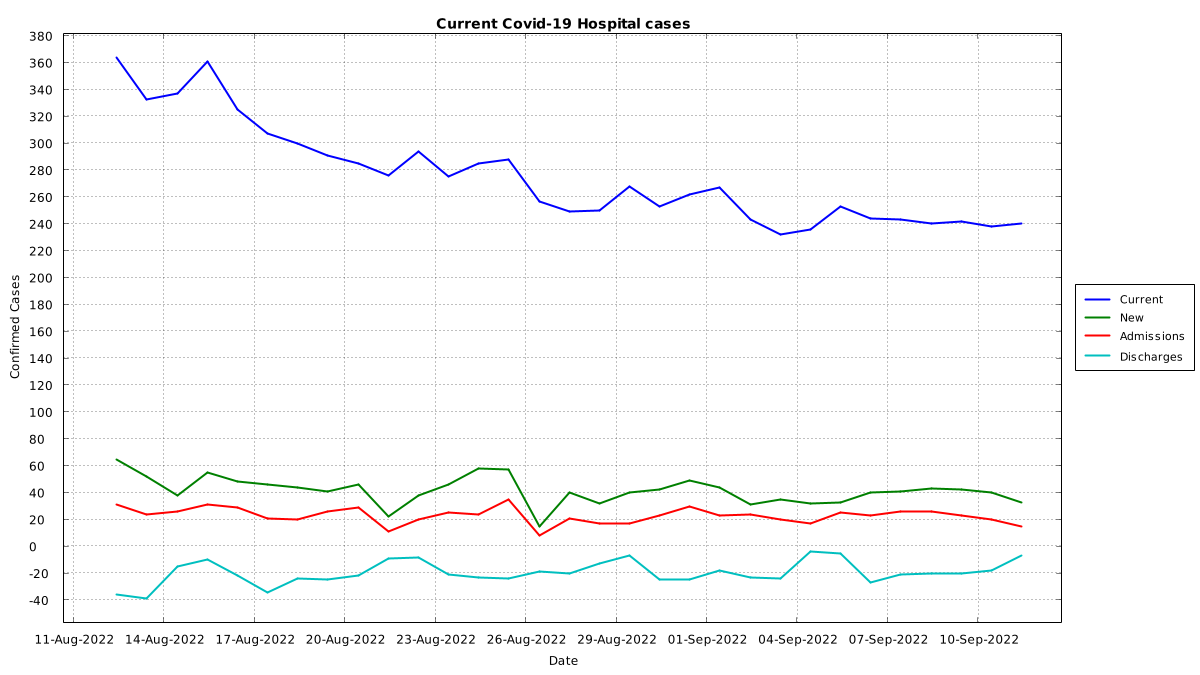 Current Covid-19 Hospital cases
380
360
340
320
300
280
260
240
220
200
180
160
140
120
100
80
60
40
20
0
-20
-40
Confirmed Cases
11-Aug-2022 14-Aug-2022 17-Aug-2022 20-Aug-2022 23-Aug-2022 26-Aug-2022 29-Aug-2022 01-Sep-2022 04-Sep-2022 07-Sep-2022 10-Sep-2022
Date
Current
New
Admissions
Discharges